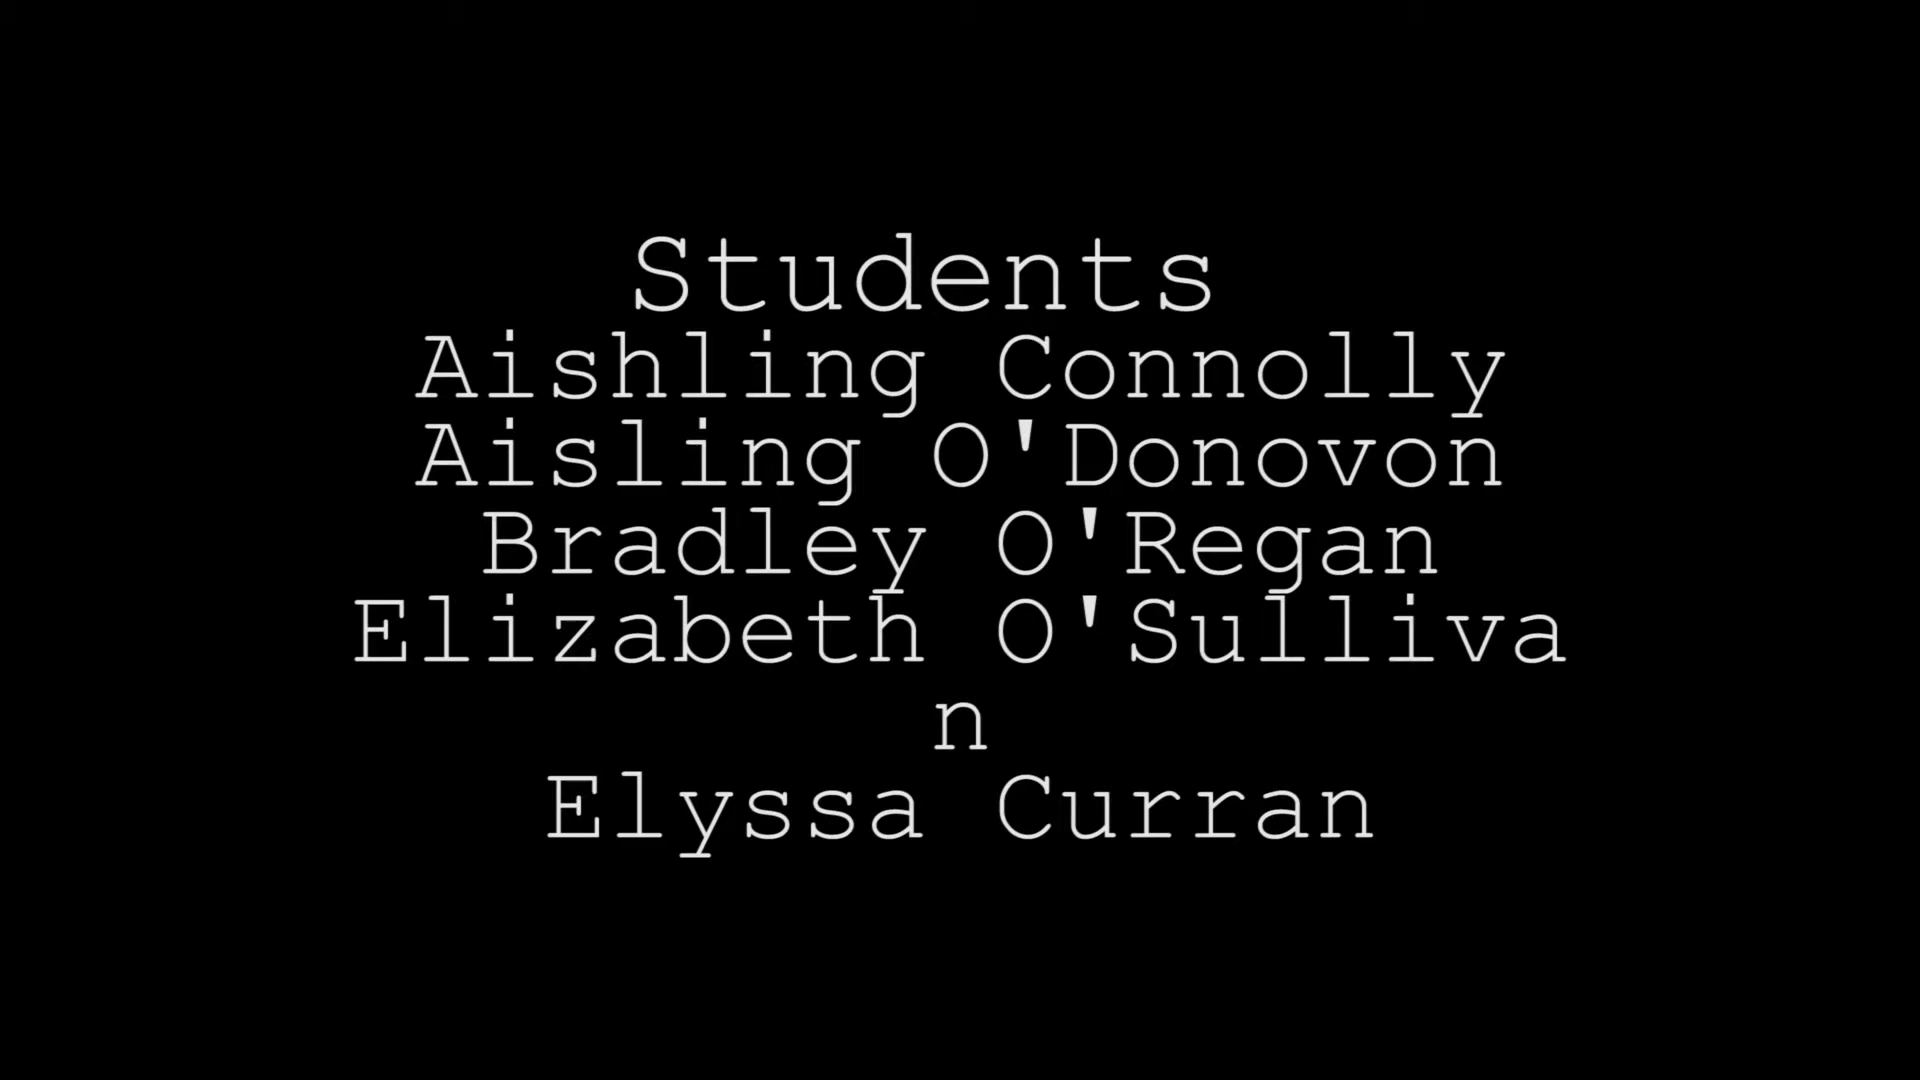 Students
Aishling Connolly
Aisling O'Donovon
Bradley O'Regan
Elizabeth O'Sulliva
n
Elyssa Curran